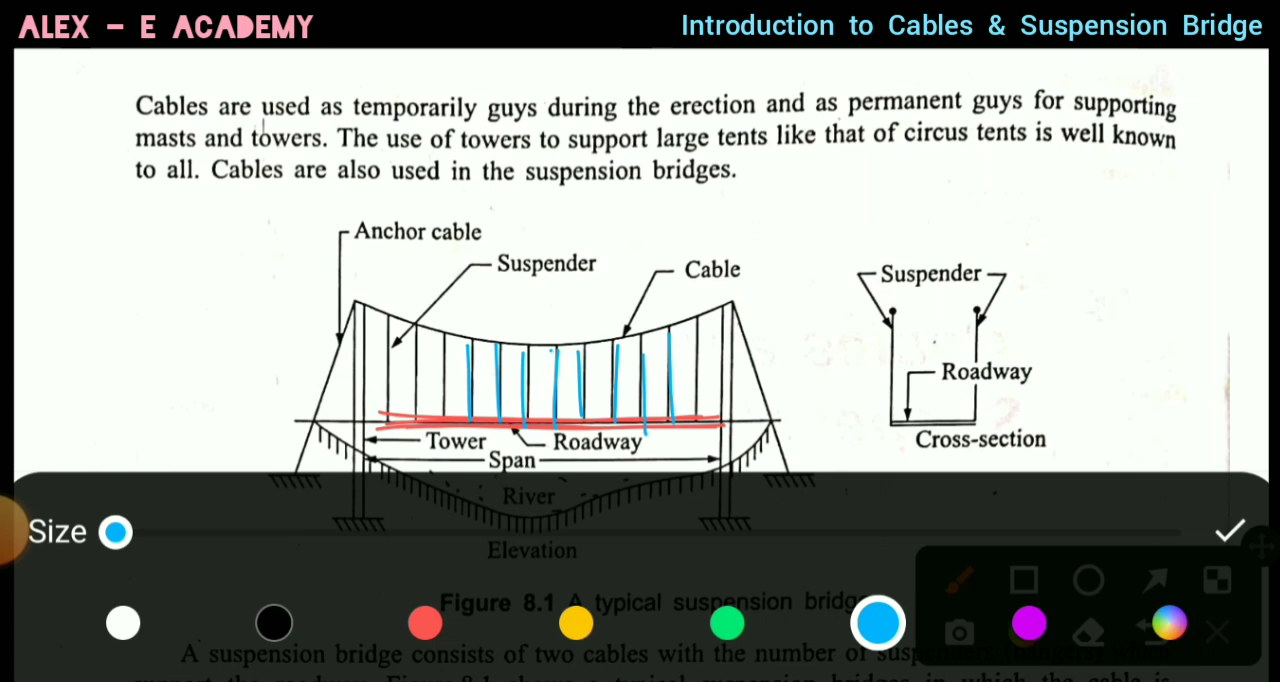 ALEX – E ACADEMY
Introduction to Cables & Suspension Bridge
Cables are used as temporarily guys during the erection and as permanent guys for supporting
masts and towers. The use of towers to support large tents like that of circus tents is well known
to all. Cables are also used in the suspension bridges.
Anchor cable
Suspender
Cable
Suspender
Roadway
Cross-section
Tower
Roadway
Span
River
Elevation
Size
Figure 8.1 A typical suspension bridge
A suspension bridge consists of two cables with the number of suspenders